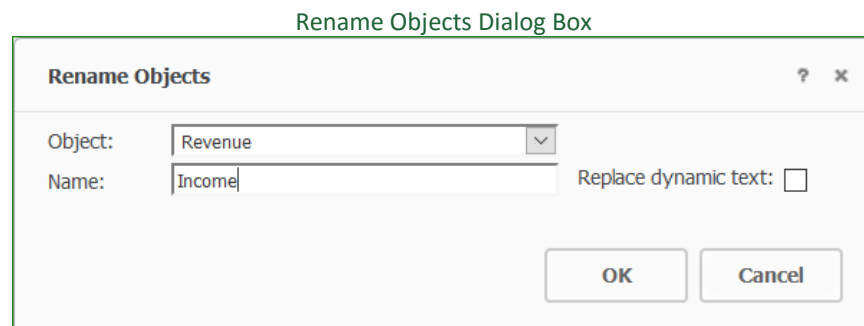 Rename Objects Dialog Box
Rename Objects ? ×
Object: Revenue
Name: Income Replace dynamic text:
OK Cancel